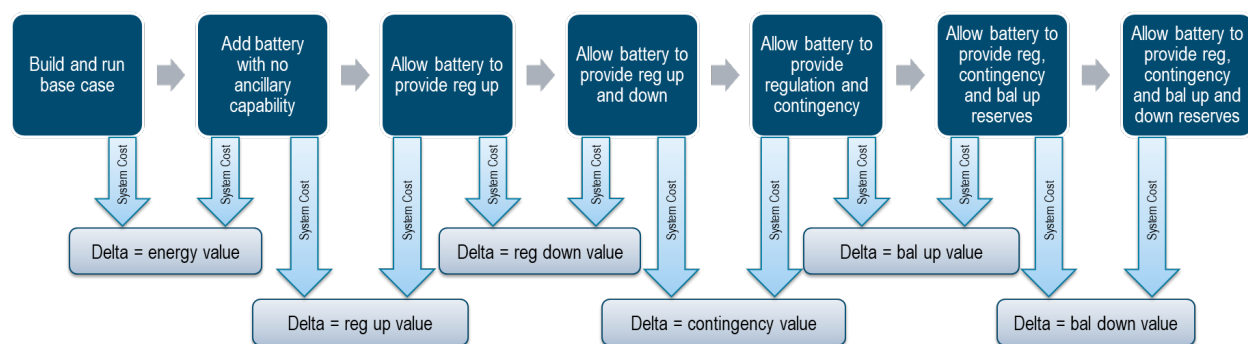 Build and run
base case
Add battery
with no
ancillary
capability
Allow battery to
provide reg up
Allow battery to
provide reg up
and down
Allow battery to
provide
regulation and
contingency
Allow battery to
provide reg,
contingency
and bal up
reserves
Allow battery to
provide reg,
contingency
and bal up and
down reserves
System Cost
System Cost
System Cost
System Cost
System Cost
System Cost
System Cost
System Cost
System Cost
System Cost
System Cost
System Cost
Delta = energy value
Delta = reg down value
Delta = bal up value
Delta = reg up value
Delta = contingency value
Delta = bal down value